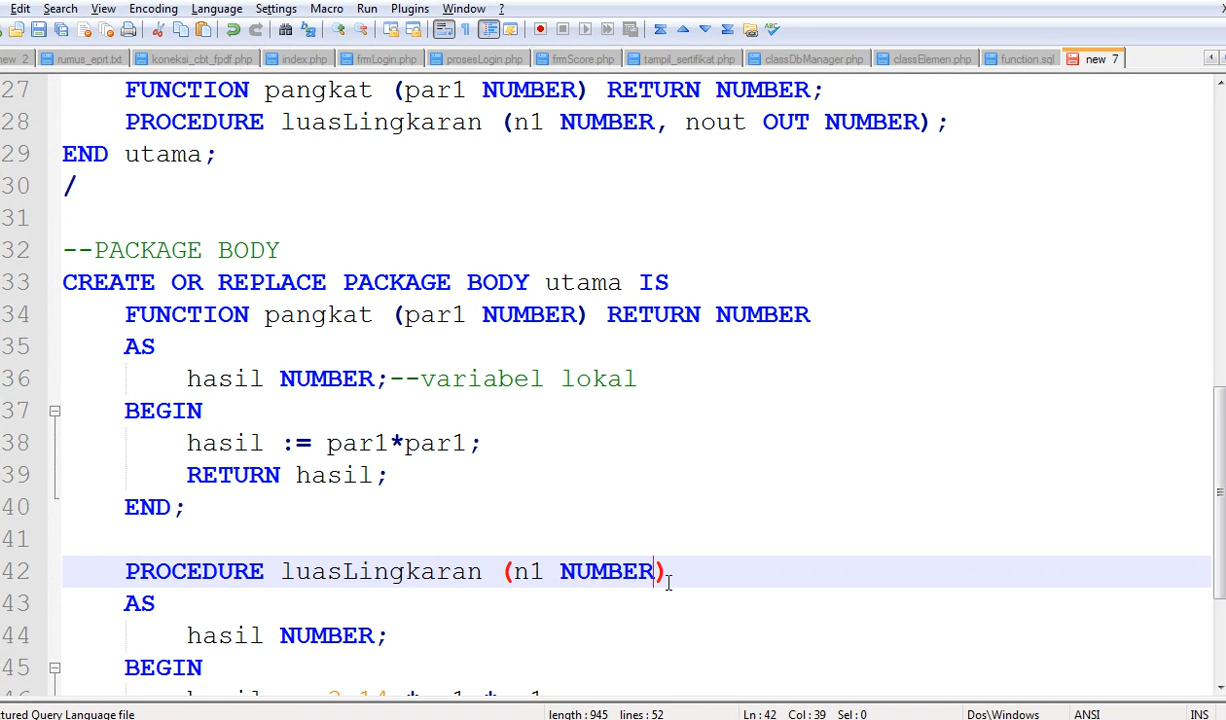 Edit Search View Encoding Language Settings Macro Run Plugins Window ?
new 2 rumus_eprt.txt koneksi_cbt_fpdf.php index.php frmLogin.php prosesLogin.php frmScore.php tampil_sertifikat.php classDbManager.php classElemen.php function.sql new 7
27 FUNCTION pangkat (par1 NUMBER) RETURN NUMBER;
28 PROCEDURE luasLingkaran (n1 NUMBER, nout OUT NUMBER);
29 END utama;
30 /
31
32 --PACKAGE BODY
33 CREATE OR REPLACE PACKAGE BODY utama IS
34 FUNCTION pangkat (par1 NUMBER) RETURN NUMBER
35 AS
36 hasil NUMBER;--variabel lokal
37 BEGIN
38 hasil := par1*par1;
39 RETURN hasil;
40 END;
41
42 PROCEDURE luasLingkaran (n1 NUMBER)
43 AS
44 hasil NUMBER;
45 BEGIN
tured Query Language file length : 945 lines : 52 Ln : 42 Col : 39 Sel : 0 Dos\Windows ANSI INS